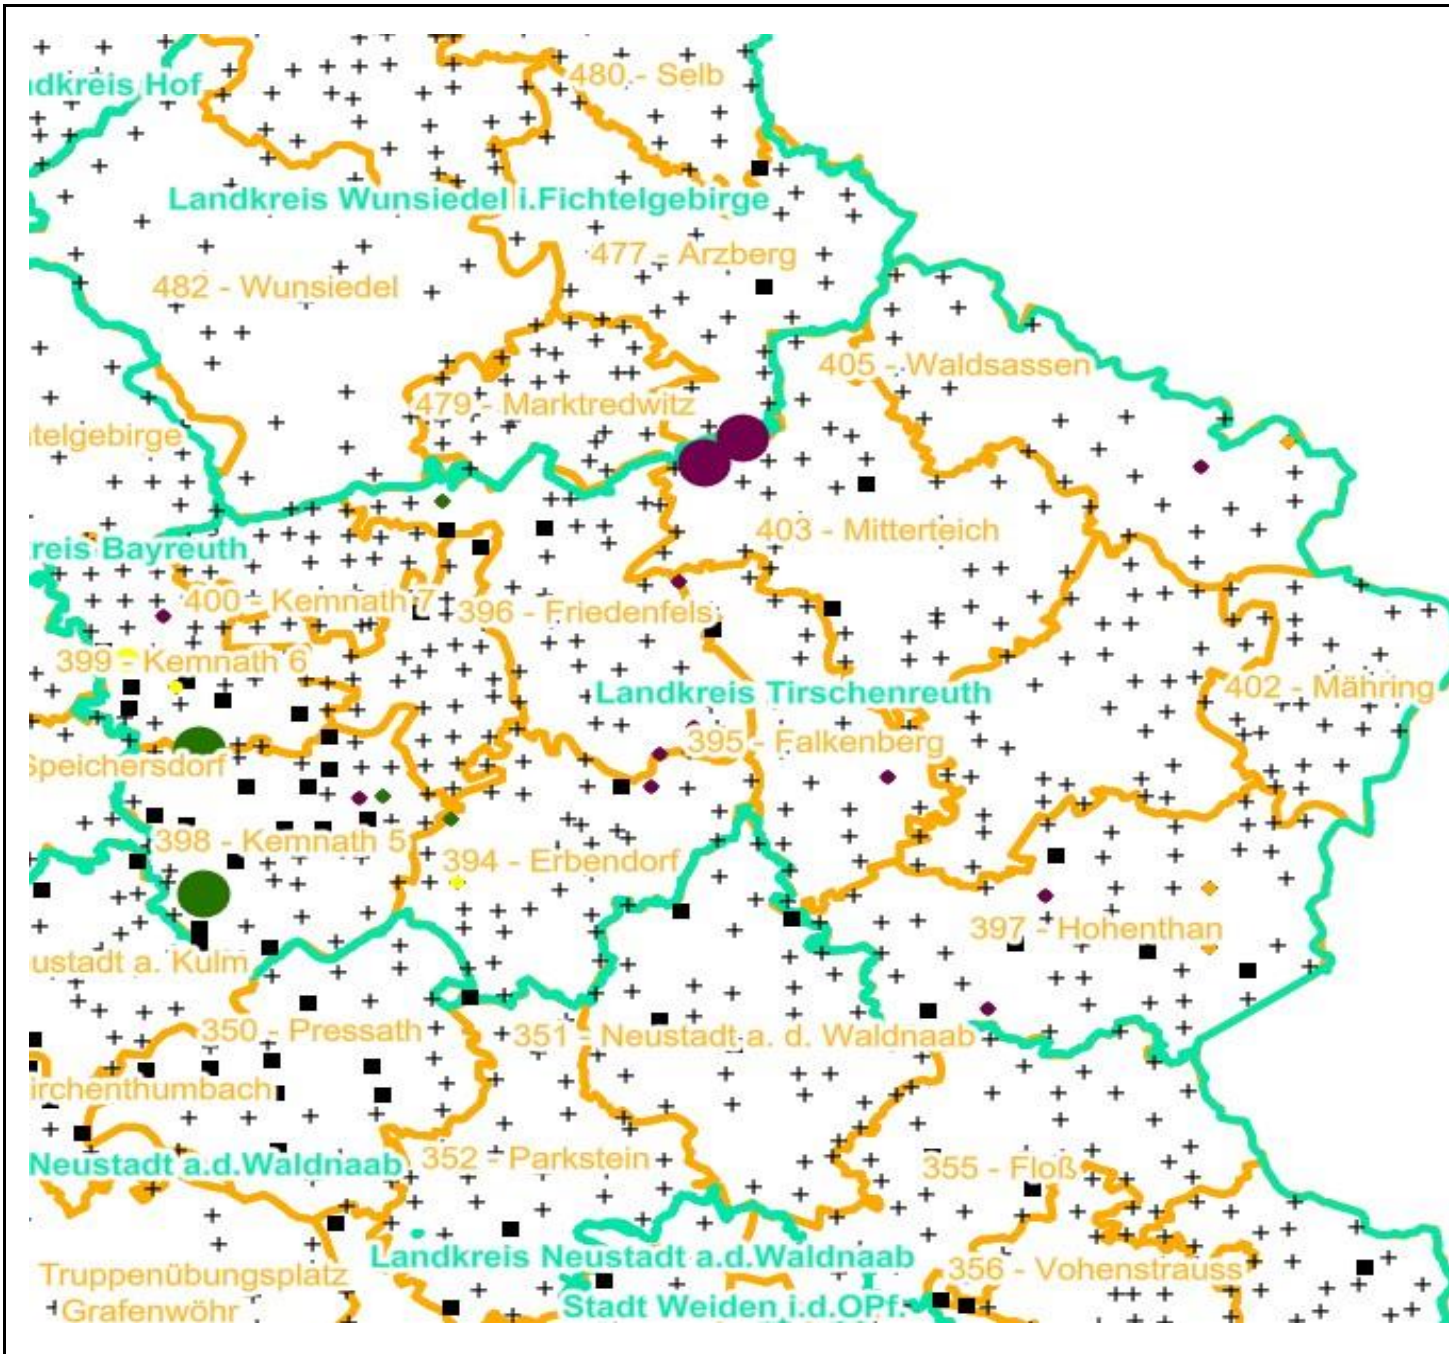 480 - Selb
ndkreis Hof
Landkreis Wunsiedel i.Fichtelgebirge
477 - Arzberg
482 - Wunsiedel
405 - Waldsassen
479 - Marktredwitz
htelgebirge
403 - Mitterteich
kreis Bayreuth
400 - Kemnath 7
396 - Friedenfels
399 - Kemnath 6
Landkreis Tirschenreuth
402 - Mähring
395 - Falkenberg
Speichersdorf
398 - Kemnath 5
394 - Erbendorf
397 - Hohenthan
ustadt a. Kulm
350 - Pressath
351 - Neustadt a. d. Waldnaab
irchenthumbach
352 - Parkstein
Neustadt a.d.Waldnaab
355 - Floß
Landkreis Neustadt a.d.Waldnaab
356 - Vohenstrauss
Truppenübungsplatz
Grafenwöhr
Stadt Weiden i.d.OPf.